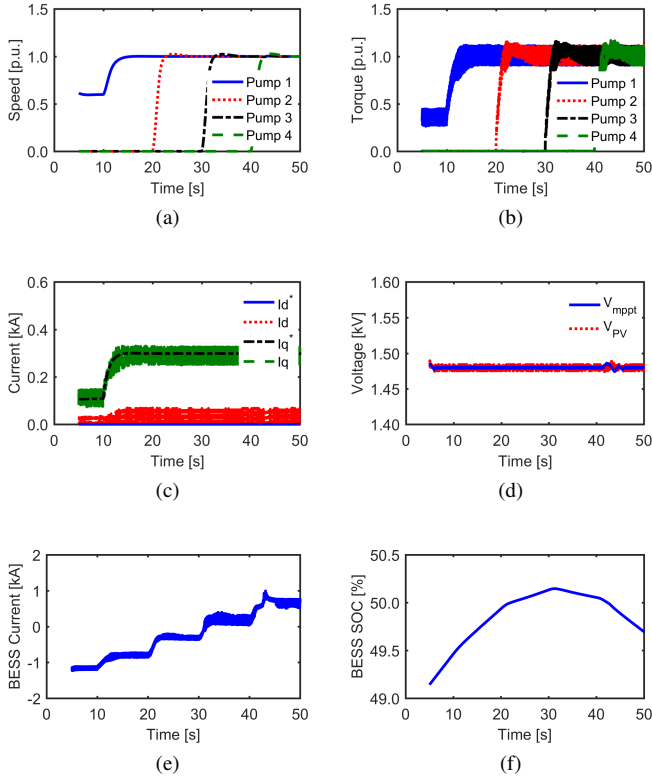 1.5
1.0
0.5
0.0
Speed [p.u.]
Pump 1
Pump 2
Pump 3
Pump 4
0 10 20 30 40 50
Time [s]
(a)
1.5
1.0
0.5
0.0
Torque [p.u.]
Pump 1
Pump 2
Pump 3
Pump 4
0 10 20 30 40 50
Time [s]
(b)
0.6
0.4
0.2
0.0
Current [kA]
Id*
Id
Iq*
Iq
0 10 20 30 40 50
Time [s]
(c)
1.60
1.50
1.40
Voltage [kV]
Vmppt
VPV
0 10 20 30 40 50
Time [s]
(d)
2
1
0
-1
-2
BESS Current [kA]
0 10 20 30 40 50
Time [s]
(e)
50.5
50.0
49.5
49.0
BESS SOC [%]
0 10 20 30 40 50
Time [s]
(f)